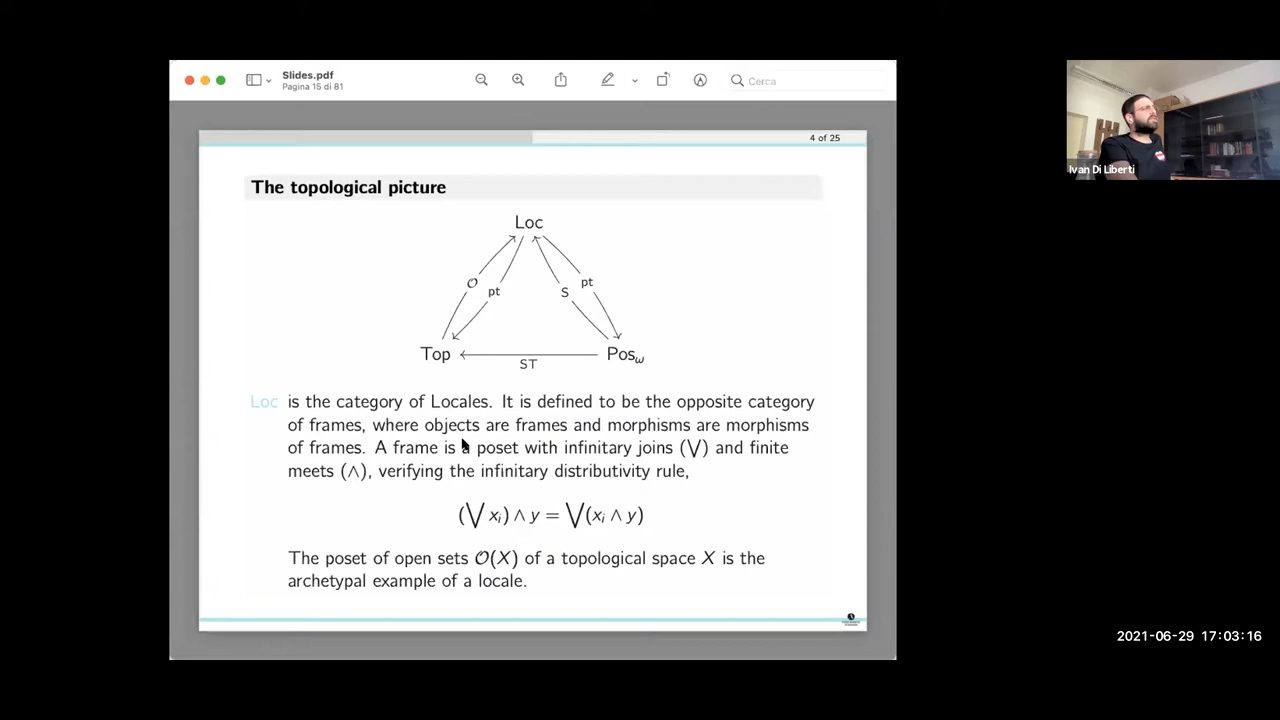 Slides.pdf
Pagina 15 di 81
Cerca
4 of 25
The topological picture
Loc
O pt S pt
Top ST Posω
Loc is the category of Locales. It is defined to be the opposite category
of frames, where objects are frames and morphisms are morphisms
of frames. A frame is a poset with infinitary joins (⋁) and finite
meets (∧), verifying the infinitary distributivity rule,
(⋁ xᵢ) ∧ y = ⋁(xᵢ ∧ y)
The poset of open sets O(X) of a topological space X is the
archetypal example of a locale.
Ivan Di Liberti
2021-06-29 17:03:16